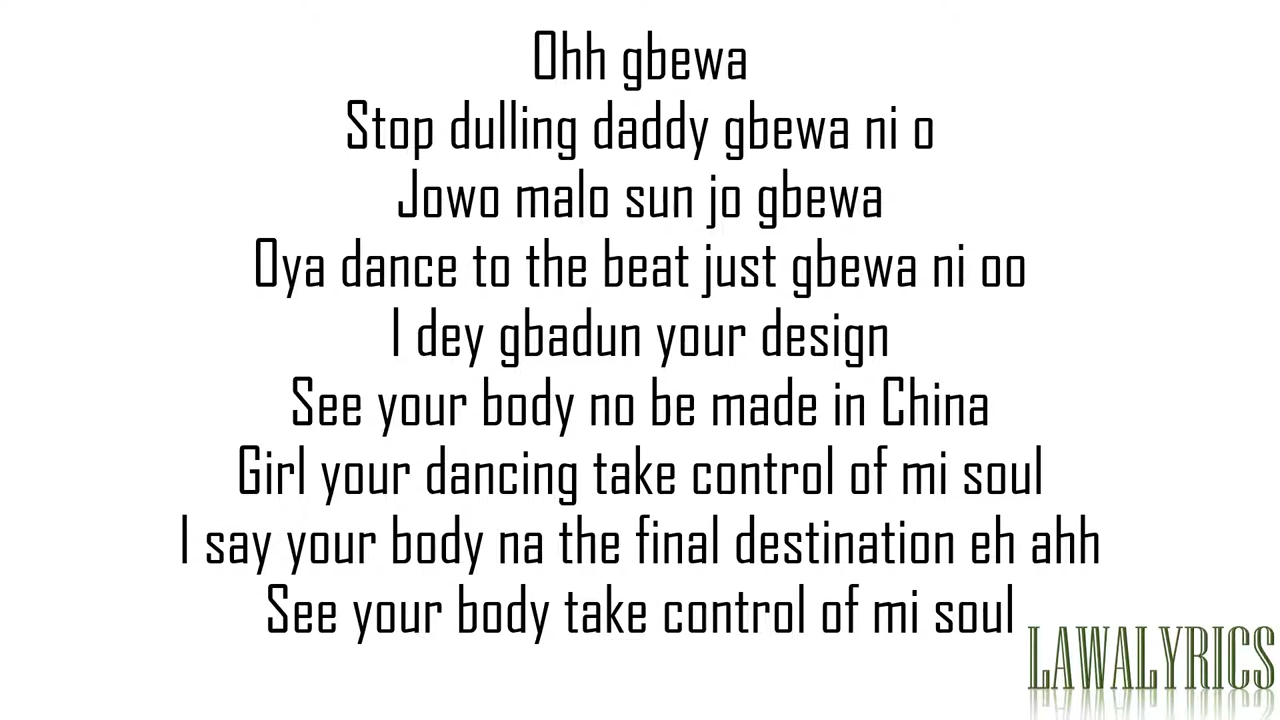 Ohh gbewa
Stop dulling daddy gbewa ni o
Jowo malo sun jo gbewa
Oya dance to the beat just gbewa ni oo
I dey gbadun your design
See your body no be made in China
Girl your dancing take control of mi soul
I say your body na the final destination eh ahh
See your body take control of mi soul
LAWALYRICS